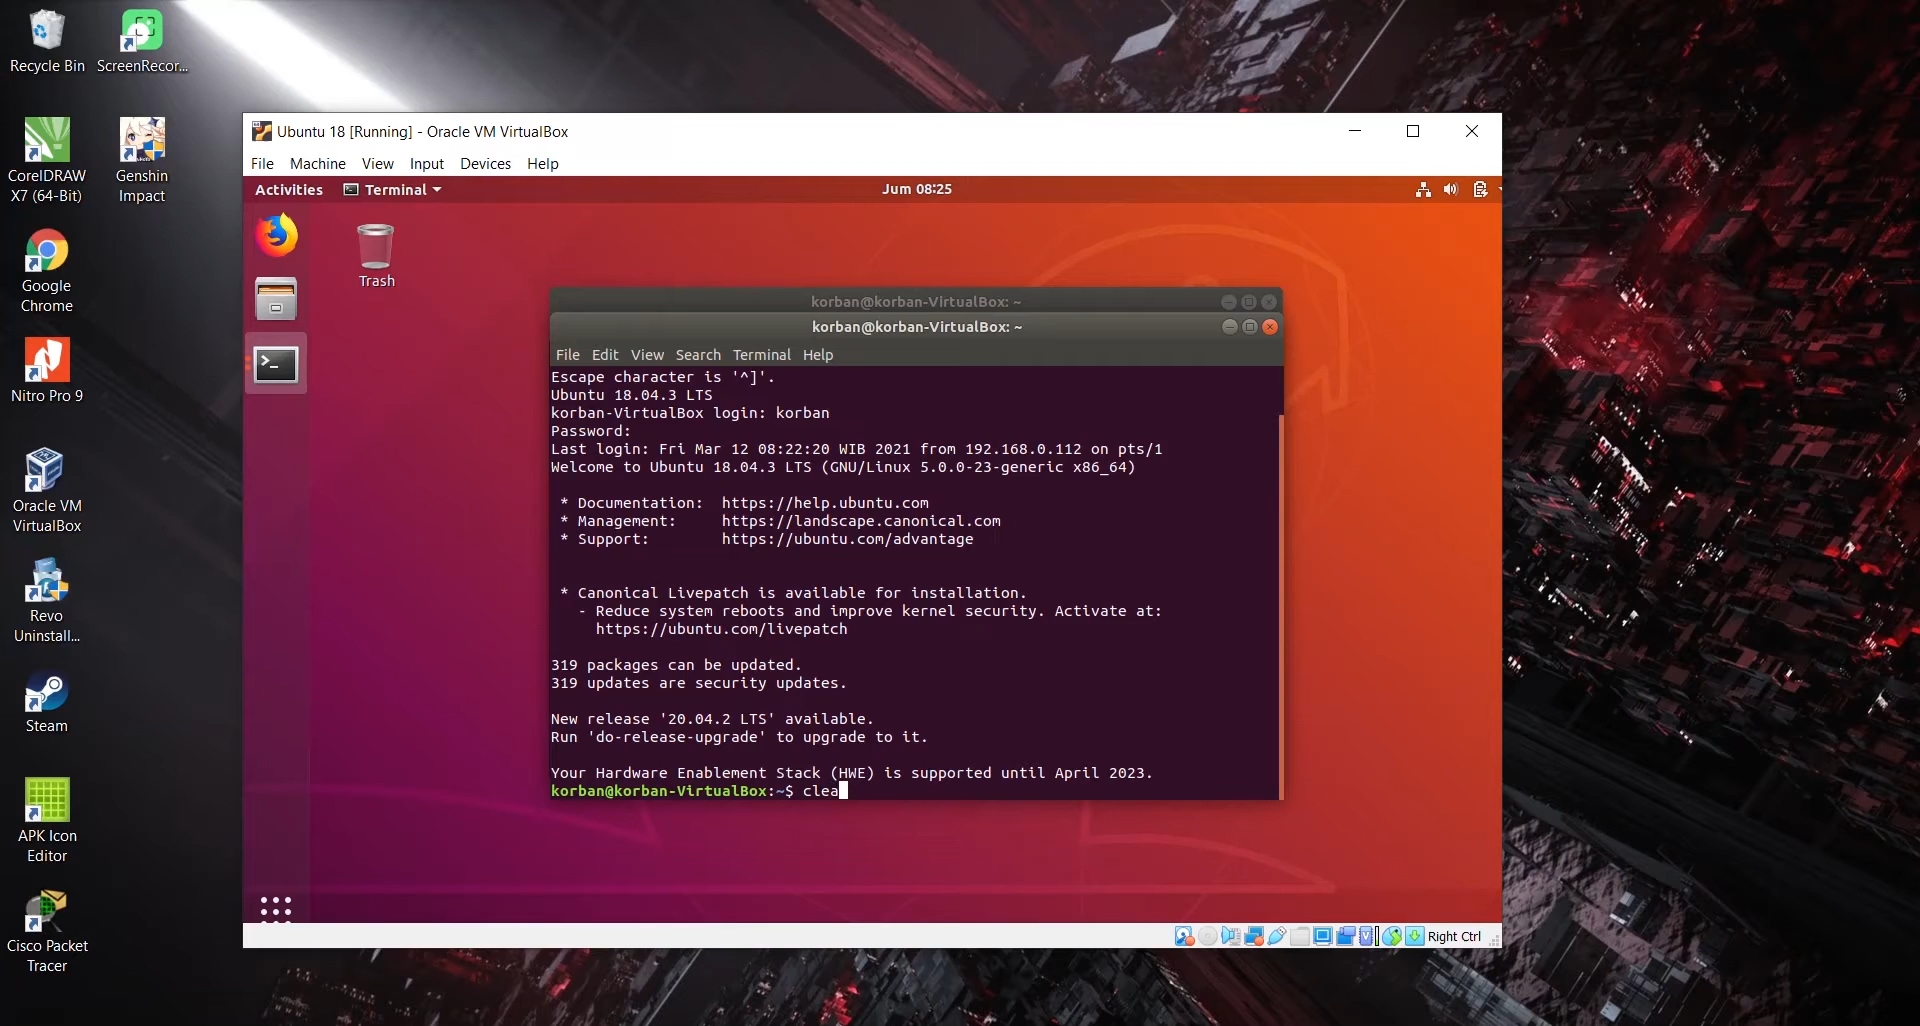 Recycle Bin
ScreenRecor...
CorelDRAW
X7 (64-Bit)
Genshin
Impact
Google
Chrome
Nitro Pro 9
Oracle VM
VirtualBox
Revo
Uninstall...
Steam
APK Icon
Editor
Cisco Packet
Tracer
Ubuntu 18 [Running] - Oracle VM VirtualBox
File Machine View Input Devices Help
Activities Terminal Jum 08:25
Trash
korban@korban-VirtualBox: ~
korban@korban-VirtualBox: ~
File Edit View Search Terminal Help
Escape character is '^]'.
Ubuntu 18.04.3 LTS
korban-VirtualBox login: korban
Password:
Last login: Fri Mar 12 08:22:20 WIB 2021 from 192.168.0.112 on pts/1
Welcome to Ubuntu 18.04.3 LTS (GNU/Linux 5.0.0-23-generic x86_64)
* Documentation: https://help.ubuntu.com
* Management: https://landscape.canonical.com
* Support: https://ubuntu.com/advantage
* Canonical Livepatch is available for installation.
- Reduce system reboots and improve kernel security. Activate at:
https://ubuntu.com/livepatch
319 packages can be updated.
319 updates are security updates.
New release '20.04.2 LTS' available.
Run 'do-release-upgrade' to upgrade to it.
Your Hardware Enablement Stack (HWE) is supported until April 2023.
korban@korban-VirtualBox:~$ clea
Right Ctrl